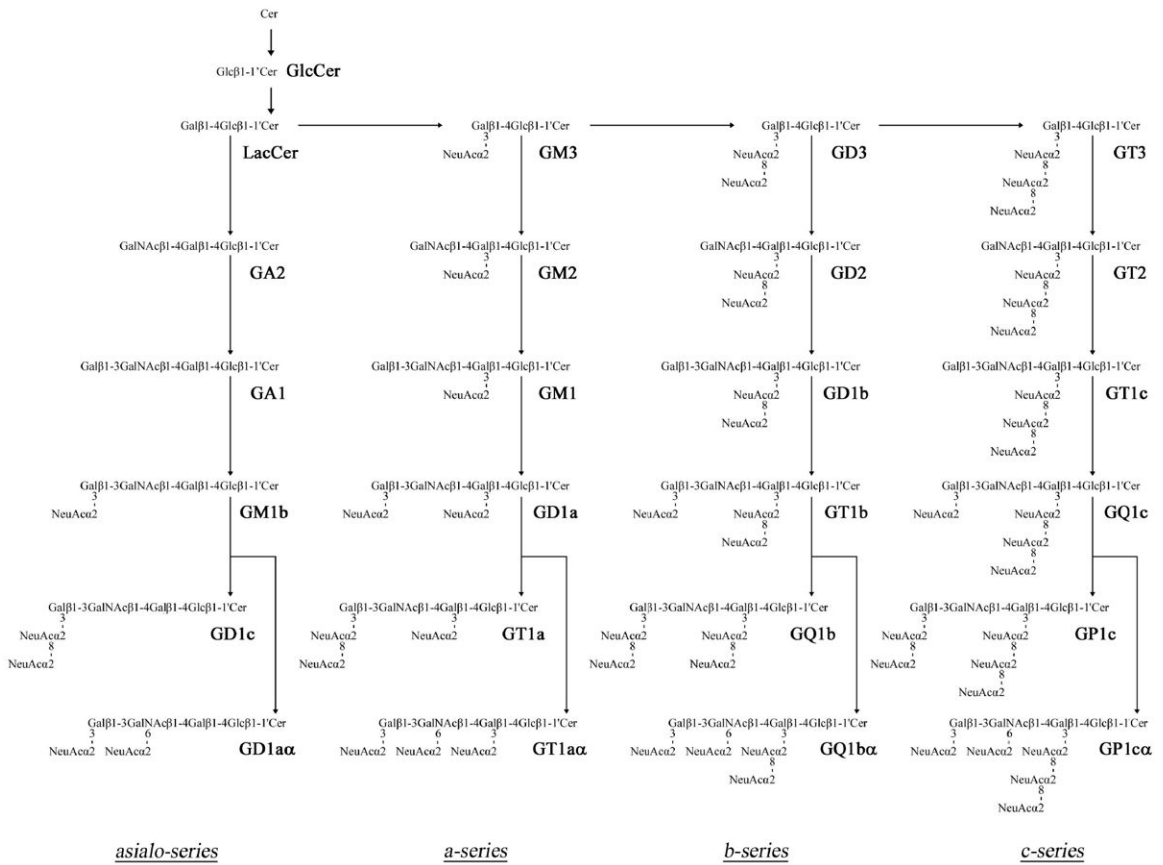 Cer
Glcβ1-1'Cer GlcCer
Galβ1-4Glcβ1-1'Cer Galβ1-4Glcβ1-1'Cer Galβ1-4Glcβ1-1'Cer Galβ1-4Glcβ1-1'Cer
3 3 3
LacCer NeuAcα2 GM3 NeuAcα2 GD3 NeuAcα2 GT3
8 8
NeuAcα2 NeuAcα2
8
NeuAcα2
GalNAcβ1-4Galβ1-4Glcβ1-1'Cer GalNAcβ1-4Galβ1-4Glcβ1-1'Cer GalNAcβ1-4Galβ1-4Glcβ1-1'Cer GalNAcβ1-4Galβ1-4Glcβ1-1'Cer
3 3 3
GA2 NeuAcα2 GM2 NeuAcα2 GD2 NeuAcα2 GT2
8 8
NeuAcα2 NeuAcα2
8
NeuAcα2
Galβ1-3GalNAcβ1-4Galβ1-4Glcβ1-1'Cer Galβ1-3GalNAcβ1-4Galβ1-4Glcβ1-1'Cer Galβ1-3GalNAcβ1-4Galβ1-4Glcβ1-1'Cer Galβ1-3GalNAcβ1-4Galβ1-4Glcβ1-1'Cer
3 3 3
GA1 NeuAcα2 GM1 NeuAcα2 GD1b NeuAcα2 GT1c
8 8
NeuAcα2 NeuAcα2
8
NeuAcα2
Galβ1-3GalNAcβ1-4Galβ1-4Glcβ1-1'Cer Galβ1-3GalNAcβ1-4Galβ1-4Glcβ1-1'Cer Galβ1-3GalNAcβ1-4Galβ1-4Glcβ1-1'Cer Galβ1-3GalNAcβ1-4Galβ1-4Glcβ1-1'Cer
3 3 3 3 3 3 3
NeuAcα2 GM1b NeuAcα2 NeuAcα2 GD1a NeuAcα2 NeuAcα2 GT1b NeuAcα2 NeuAcα2 GQ1c
8 8
NeuAcα2 NeuAcα2
8
NeuAcα2
Galβ1-3GalNAcβ1-4Galβ1-4Glcβ1-1'Cer Galβ1-3GalNAcβ1-4Galβ1-4Glcβ1-1'Cer Galβ1-3GalNAcβ1-4Galβ1-4Glcβ1-1'Cer Galβ1-3GalNAcβ1-4Galβ1-4Glcβ1-1'Cer
3 3 3 3 3 3 3
NeuAcα2 GD1c NeuAcα2 NeuAcα2 GT1a NeuAcα2 NeuAcα2 GQ1b NeuAcα2 NeuAcα2 GP1c
8 8 8 8 8 8
NeuAcα2 NeuAcα2 NeuAcα2 NeuAcα2 NeuAcα2 NeuAcα2
8
NeuAcα2
Galβ1-3GalNAcβ1-4Galβ1-4Glcβ1-1'Cer Galβ1-3GalNAcβ1-4Galβ1-4Glcβ1-1'Cer Galβ1-3GalNAcβ1-4Galβ1-4Glcβ1-1'Cer Galβ1-3GalNAcβ1-4Galβ1-4Glcβ1-1'Cer
3 6 3 6 3 3 6 3 3 6 3
NeuAcα2 NeuAcα2 GD1aα NeuAcα2 NeuAcα2 NeuAcα2 GT1aα NeuAcα2 NeuAcα2 NeuAcα2 GQ1bα NeuAcα2 NeuAcα2 NeuAcα2 GP1cα
8 8
NeuAcα2 NeuAcα2
8
NeuAcα2
asialo-series a-series b-series c-series